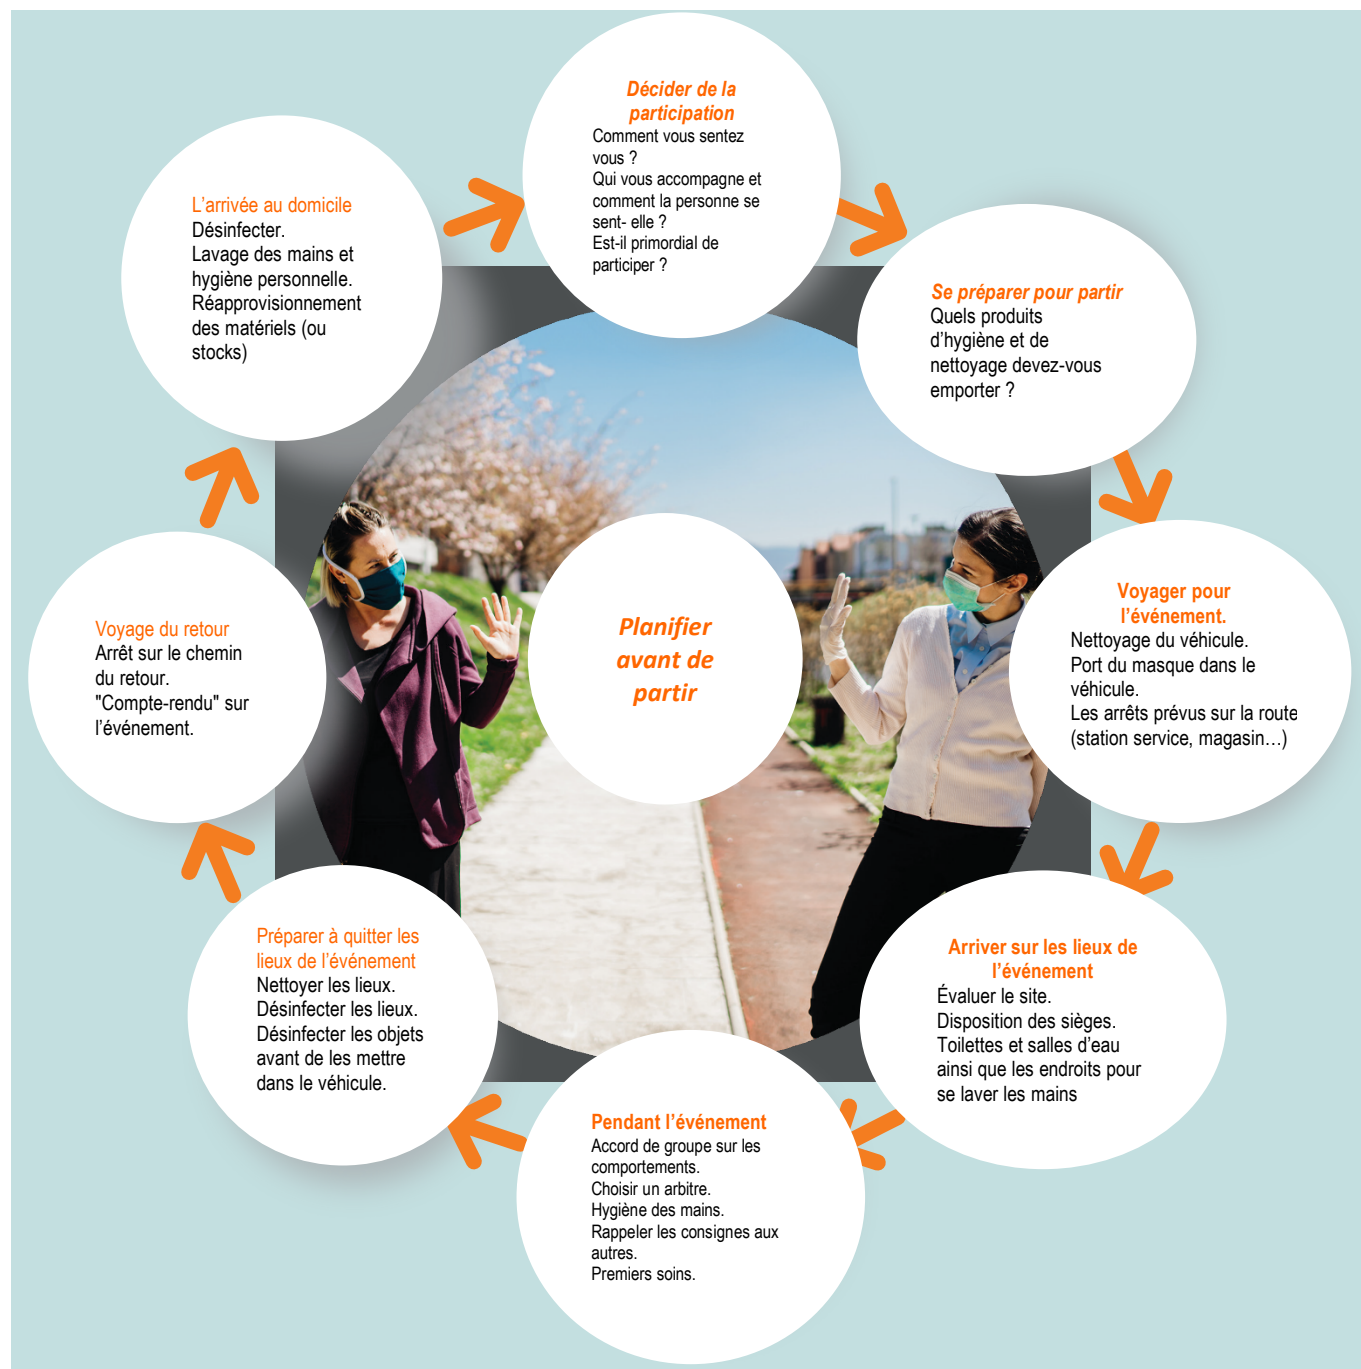 Décider de la
participation
Comment vous sentez
vous ?
Qui vous accompagne et
comment la personne se
sent- elle ?
Est-il primordial de
participer ?
Se préparer pour partir
Quels produits
d’hygiène et de
nettoyage devez-vous
emporter ?
Voyager pour
l’événement.
Nettoyage du véhicule.
Port du masque dans le
véhicule.
Les arrêts prévus sur la route
(station service, magasin…)
Arriver sur les lieux de
l’événement
Évaluer le site.
Disposition des sièges.
Toilettes et salles d’eau
ainsi que les endroits pour
se laver les mains
Pendant l’événement
Accord de groupe sur les
comportements.
Choisir un arbitre.
Hygiène des mains.
Rappeler les consignes aux
autres.
Premiers soins.
Préparer à quitter les
lieux de l’événement
Nettoyer les lieux.
Désinfecter les lieux.
Désinfecter les objets
avant de les mettre
dans le véhicule.
Voyage du retour
Arrêt sur le chemin
du retour.
"Compte-rendu" sur
l’événement.
L’arrivée au domicile
Désinfecter.
Lavage des mains et
hygiène personnelle.
Réapprovisionnement
des matériels (ou
stocks)
Planifier
avant de
partir